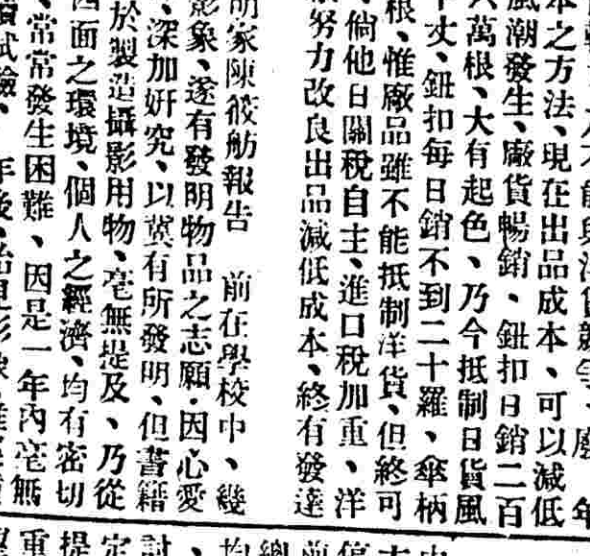 本之方法、現在出品成本、可以減低
風潮發生、廠貨暢銷、鈕扣日銷二百
萬根、大有起色、乃今抵制日貨風
丈、鈕扣每日銷不到二十羅、傘柄
根、惟廠品雖不能抵制洋貨、但終可
倘他日關稅自主、進口稅加重、洋
努力改良出品減低成本、終有發達
明家陳筱舫報告　前在學校中、幾
影象、遂有發明物品之志願・因心愛
、深加姸究、以冀有所發明、但書籍
於製造攝影用物、毫無提及、乃從
四面之環境、個人之經濟、均有密切
、常常發生困難、因是一年內毫無
試驗、年後、始見影